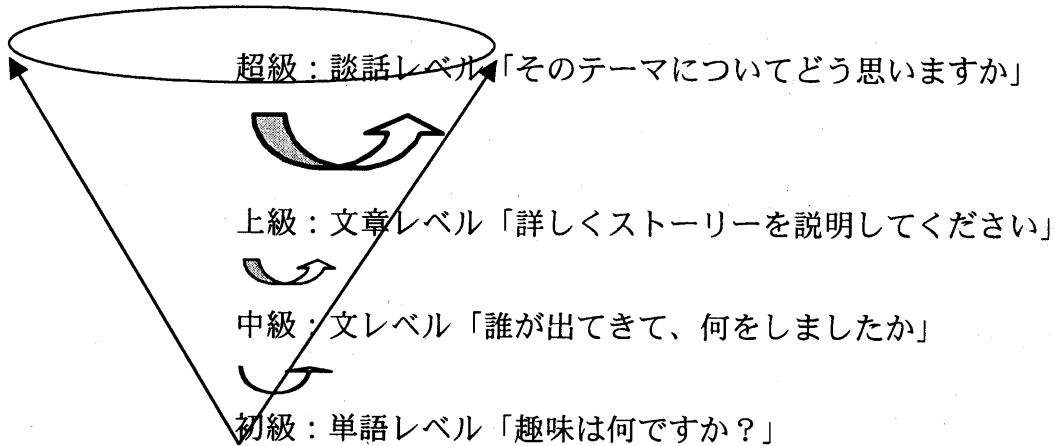 超級：談話レベル「そのテーマについてどう思いますか」
上級：文章レベル「詳しくストーリーを説明してください」
中級：文レベル「誰が出てきて、何をしましたか」
初級：単語レベル「趣味は何ですか？」